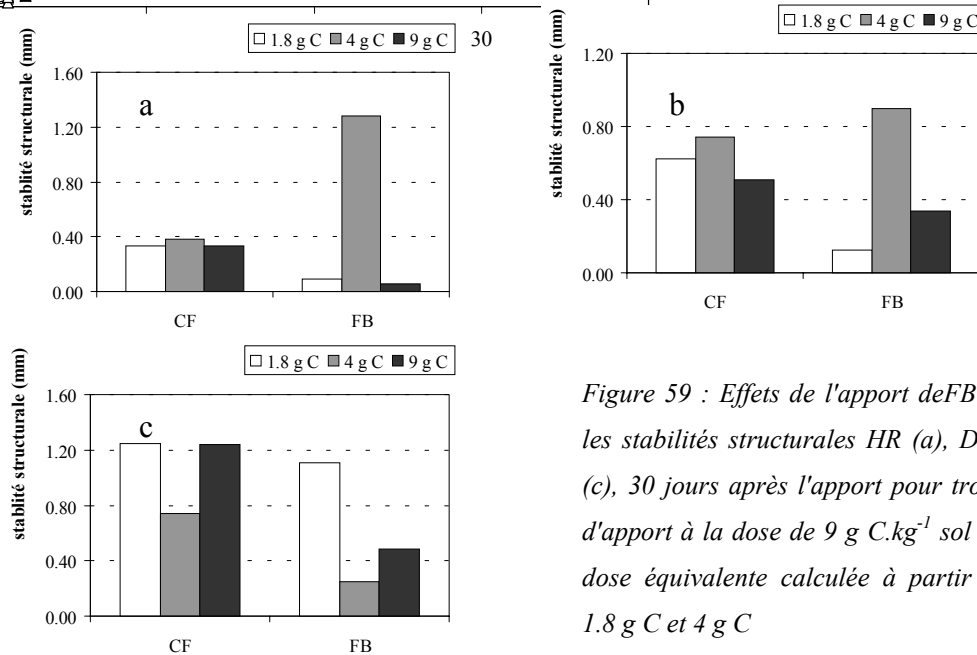 1.8 g C 4 g C 9 g C 30
stablité structurale (mm)
1.60
1.20
0.80
0.40
0.00
a
CF FB
1.8 g C 4 g C 9 g C
stablité structurale (mm)
1.20
0.80
0.40
0.00
b
CF FB
1.8 g C 4 g C 9 g C
stablité structurale (mm)
1.60
1.20
0.80
0.40
0.00
c
CF FB
Figure 59 : Effets de l'apport deFB
les stabilités structurales HR (a), D
(c), 30 jours après l'apport pour tro
d'apport à la dose de 9 g C.kg-1 sol
dose équivalente calculée à partir
1.8 g C et 4 g C